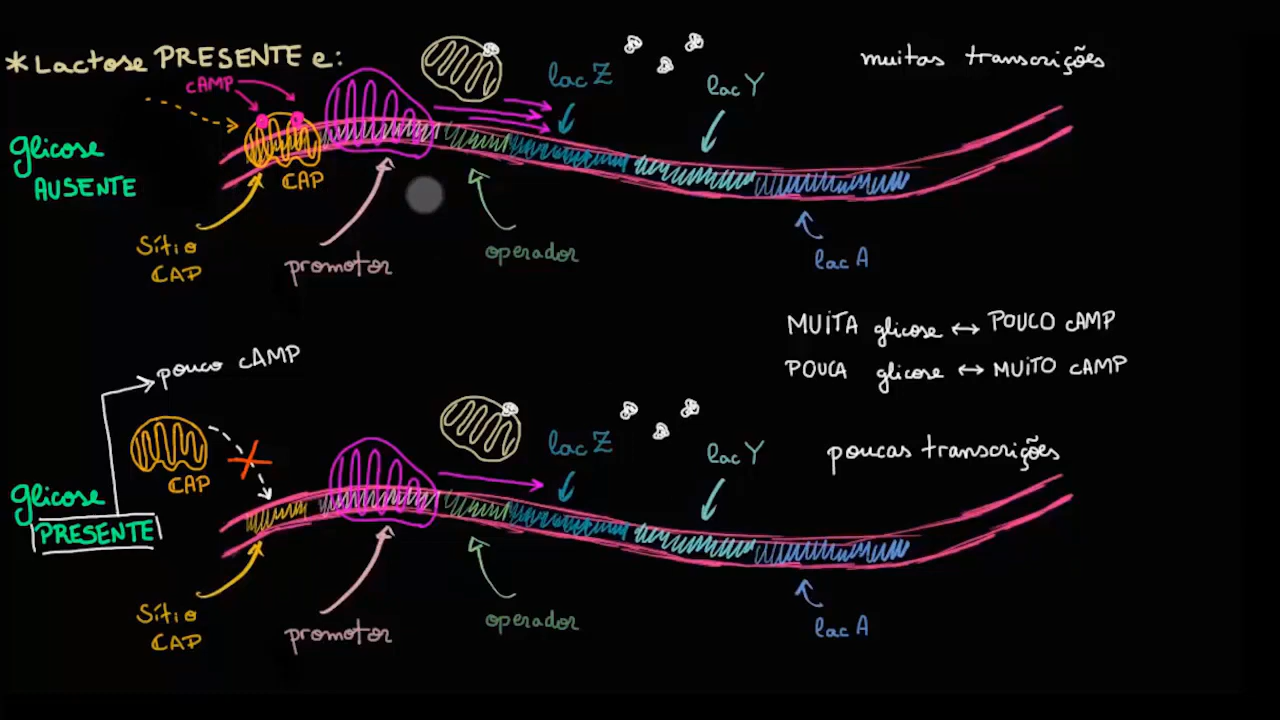 *Lactose PRESENTE e:
cAMP
lac Z
lac Y
muitas transcrições
glicose
AUSENTE
CAP
Sítio
CAP
promotor
operador
lac A
MUITA glicose ↔ POUCO cAMP
POUCA glicose ↔ MUITO cAMP
pouco cAMP
lac Z
lac Y
poucas transcrições
CAP
glicose
PRESENTE
Sítio
CAP
promotor
operador
lac A